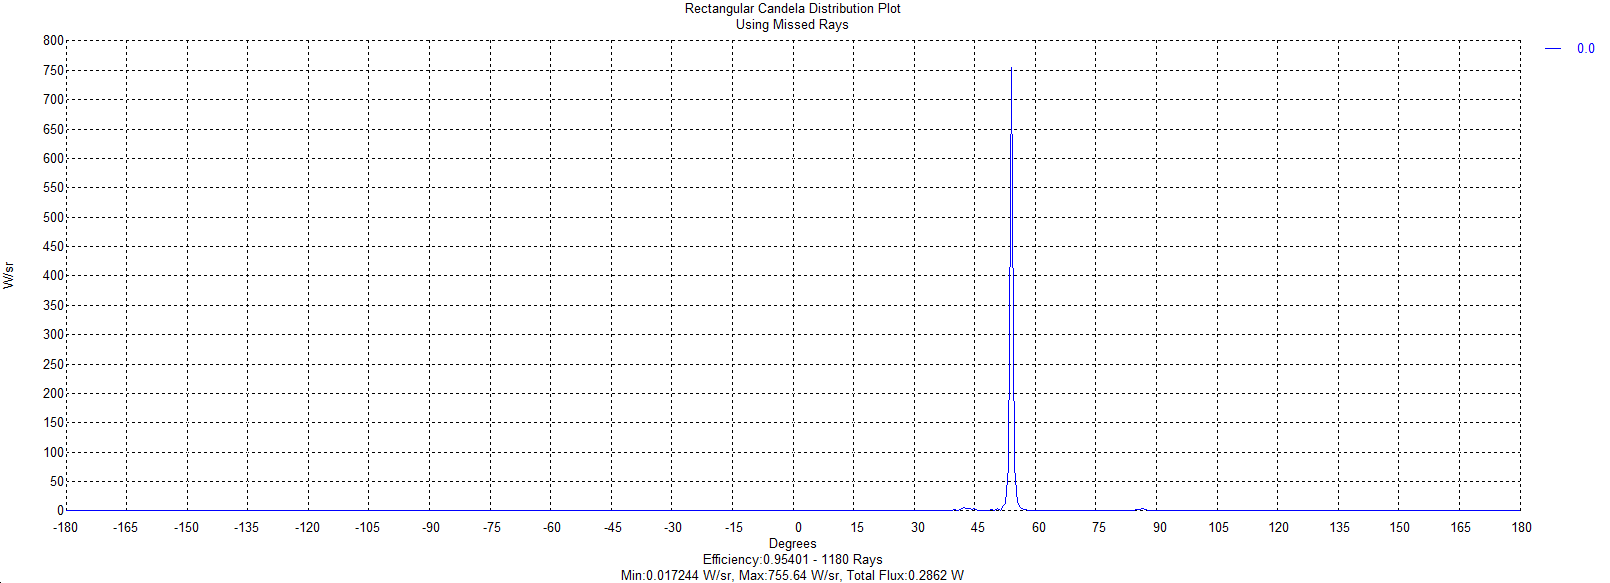 Rectangular Candela Distribution Plot
Using Missed Rays
0.0
800
750
700
650
600
550
500
450
400
350
300
250
200
150
100
50
0
W/sr
-180 -165 -150 -135 -120 -105 -90 -75 -60 -45 -30 -15 0 15 30 45 60 75 90 105 120 135 150 165 180
Degrees
Efficiency:0.95401 - 1180 Rays
Min:0.017244 W/sr, Max:755.64 W/sr, Total Flux:0.2862 W